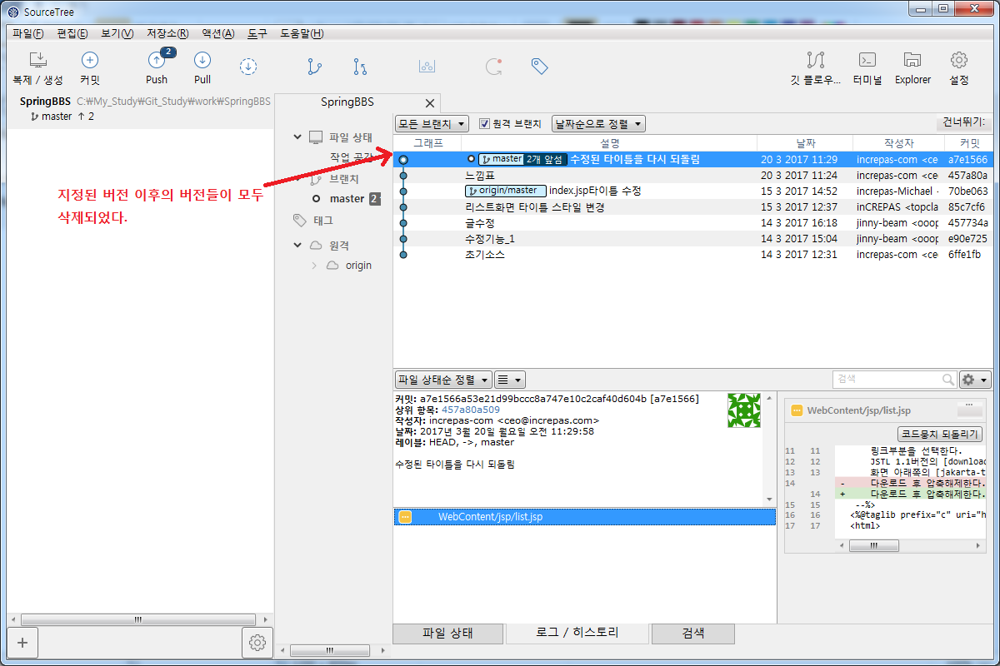 SourceTree
파일(F) 편집(E) 보기(V) 저장소(R) 액션(A) 도구 도움말(H)
2
복제 / 생성 커밋 Push Pull 깃 플로우... 터미널 Explorer 설정
SpringBBS C:₩My_Study₩Git_Study₩work₩SpringBBS
master 2
SpringBBS
파일 상태
작업 공간
브랜치
master 2
태그
원격
origin
지정된 버전 이후의 버전들이 모두
삭제되었다.
모든 브랜치 원격 브랜치 날짜순으로 정렬 건너뛰기:
그래프 설명 날짜 작성자 커밋
master 2개 앞섬 수정된 타이틀을 다시 되돌림 20 3 2017 11:29 increpas-com <ce a7e1566
느낌표 20 3 2017 11:24 increpas-com <ce 457a80a
origin/master index.jsp타이틀 수정 15 3 2017 14:52 increpas-Michael 70be063
리스트화면 타이틀 스타일 변경 15 3 2017 12:37 inCREPAS <topcla 85c7cf6
글수정 14 3 2017 16:18 jinny-beam <ooop 457734a
수정기능_1 14 3 2017 15:04 jinny-beam <ooop e90e725
초기소스 14 3 2017 12:31 increpas-com <ce 6ffe1fb
파일 상태순 정렬 검색
커밋: a7e1566a53e21d99bccc8a747e10c2caf40d604b [a7e1566]
상위 항목: 457a80a509
작성자: increpas-com <ceo@increpas.com>
날짜: 2017년 3월 20일 월요일 오전 11:29:58
레이블: HEAD, ->, master
수정된 타이틀을 다시 되돌림
WebContent/jsp/list.jsp
WebContent/jsp/list.jsp
코드뭉치 되돌리기
11 11 링크부분을 선택한다.
12 12 JSTL 1.1버전의 [downloa
13 13 화면 아래쪽의 [jakarta-t
14 - 다운로드 후 압축해제한다.
14 + 다운로드 후 압축해제한다.
15 15 --%>
16 16 <%@taglib prefix="c" uri="h
17 17 <html>
파일 상태 로그 / 히스토리 검색